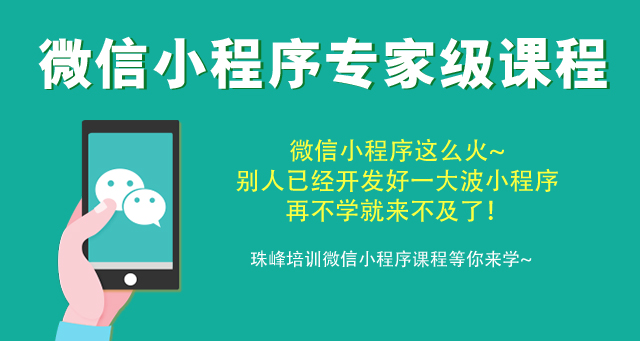 微信小程序专家级课程
微信小程序这么火~
别人已经开发好一大波小程序
再不学就来不及了！
珠峰培训微信小程序课程等你来学~